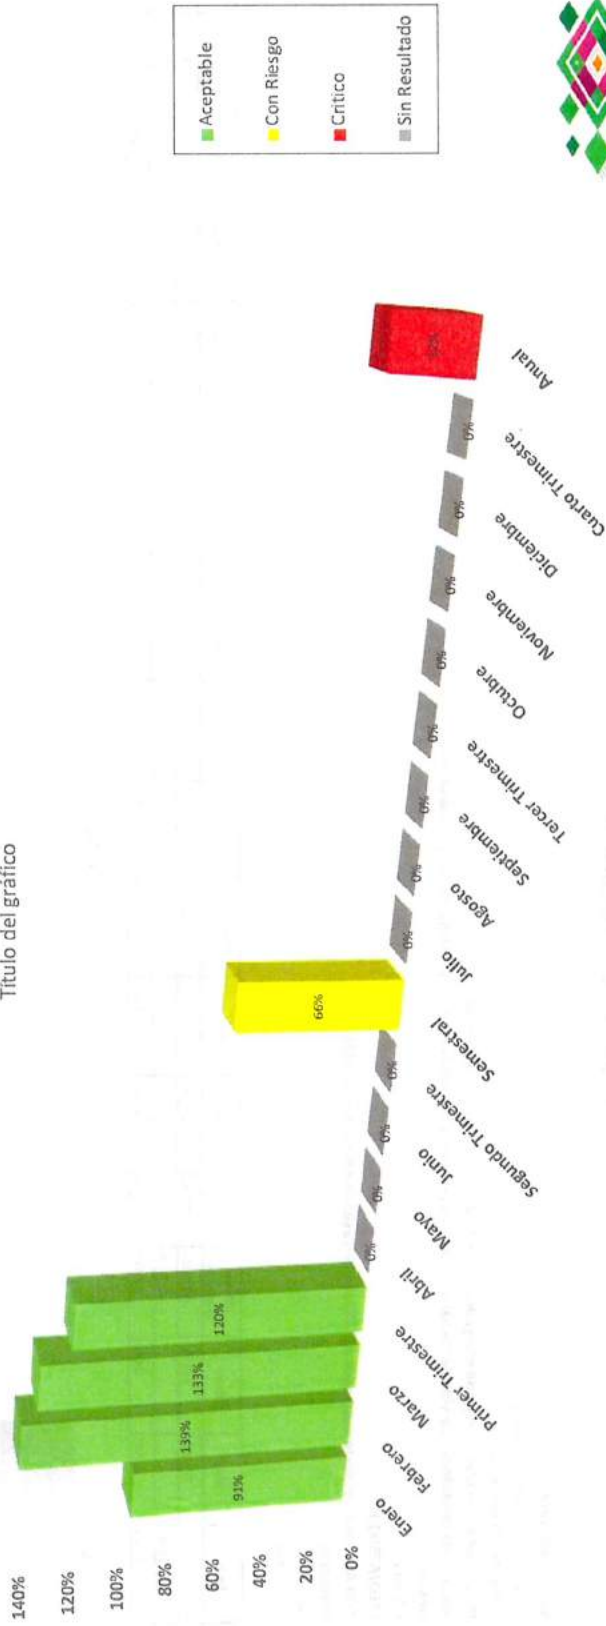 Título del gráfico
140%
120%
100%
80%
60%
40%
20%
0%
91%
139%
133%
120%
0%
0%
0%
0%
66%
0%
0%
0%
0%
0%
0%
0%
0%
Enero
Febrero
Marzo
Primer Trimestre
Abril
Mayo
Junio
Segundo Trimestre
Semestral
Julio
Agosto
Septiembre
Tercer Trimestre
Octubre
Noviembre
Diciembre
Cuarto Trimestre
Anual
Aceptable
Con Riesgo
Critico
Sin Resultado